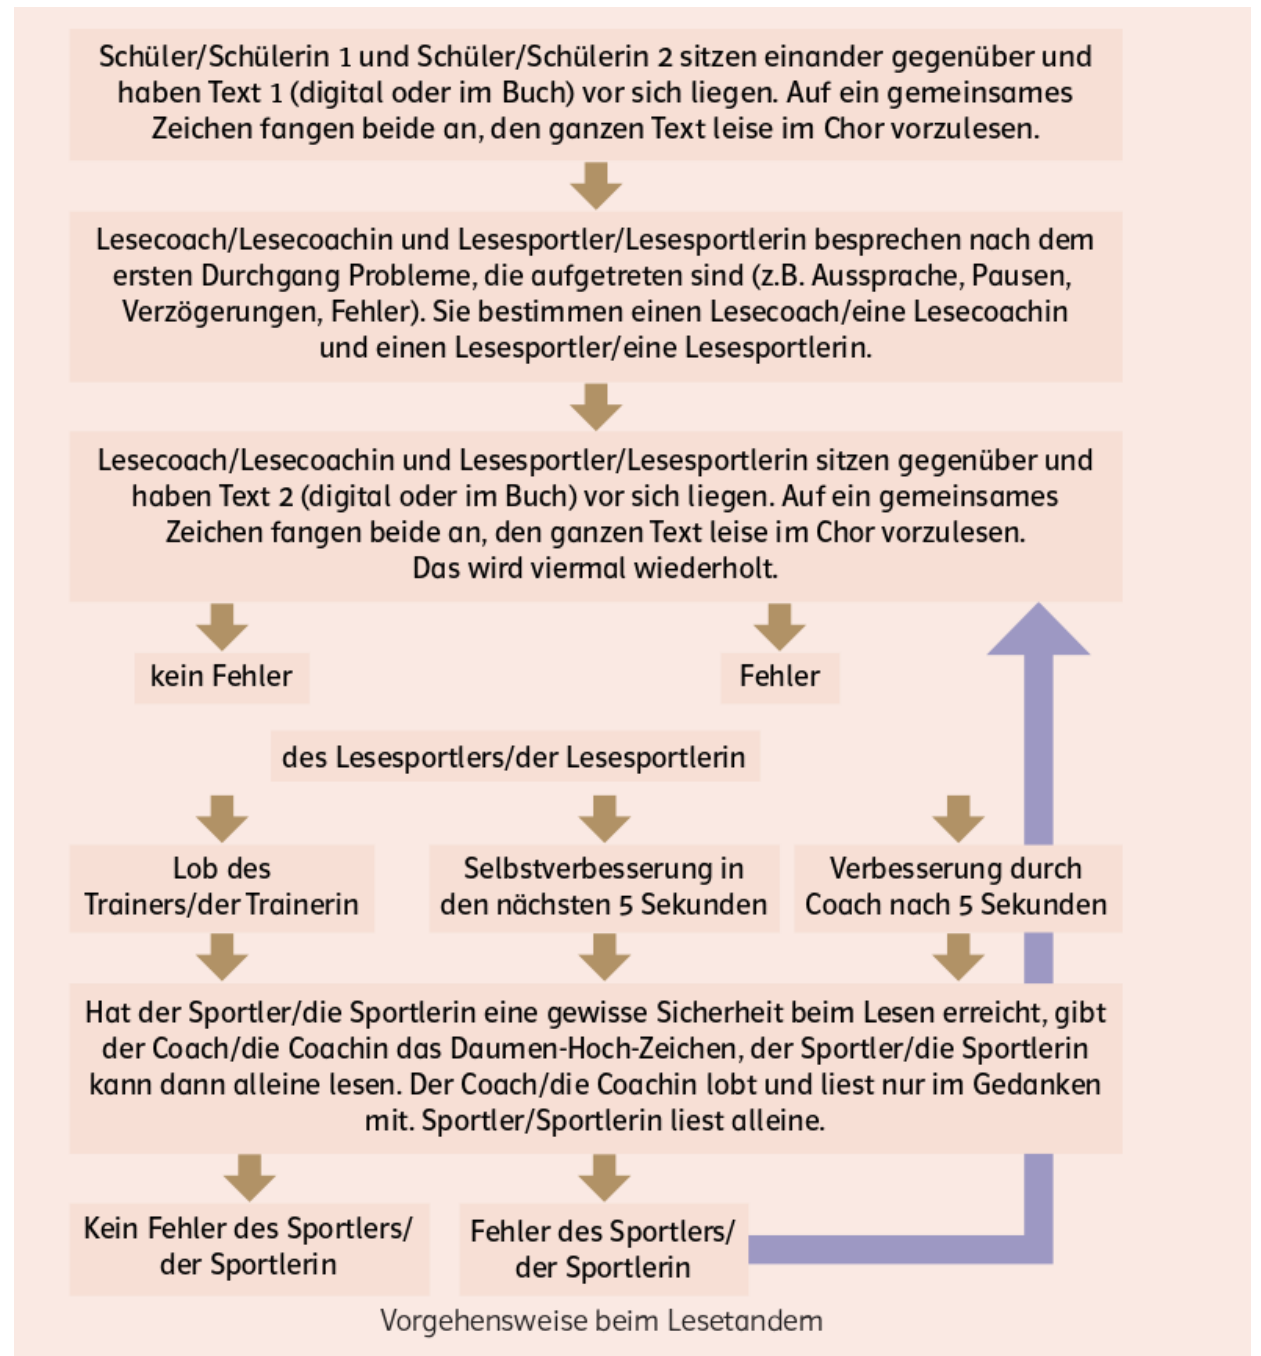 Schüler/Schülerin 1 und Schüler/Schülerin 2 sitzen einander gegenüber und
haben Text 1 (digital oder im Buch) vor sich liegen. Auf ein gemeinsames
Zeichen fangen beide an, den ganzen Text leise im Chor vorzulesen.
Lesecoach/Lesecoachin und Lesesportler/Lesesportlerin besprechen nach dem
ersten Durchgang Probleme, die aufgetreten sind (z.B. Aussprache, Pausen,
Verzögerungen, Fehler). Sie bestimmen einen Lesecoach/eine Lesecoachin
und einen Lesesportler/eine Lesesportlerin.
Lesecoach/Lesecoachin und Lesesportler/Lesesportlerin sitzen gegenüber und
haben Text 2 (digital oder im Buch) vor sich liegen. Auf ein gemeinsames
Zeichen fangen beide an, den ganzen Text leise im Chor vorzulesen.
Das wird viermal wiederholt.
kein Fehler
Fehler
des Lesesportlers/der Lesesportlerin
Lob des
Trainers/der Trainerin
Selbstverbesserung in
den nächsten 5 Sekunden
Verbesserung durch
Coach nach 5 Sekunden
Hat der Sportler/die Sportlerin eine gewisse Sicherheit beim Lesen erreicht, gibt
der Coach/die Coachin das Daumen-Hoch-Zeichen, der Sportler/die Sportlerin
kann dann alleine lesen. Der Coach/die Coachin lobt und liest nur im Gedanken
mit. Sportler/Sportlerin liest alleine.
Kein Fehler des Sportlers/
der Sportlerin
Fehler des Sportlers/
der Sportlerin
Vorgehensweise beim Lesetandem